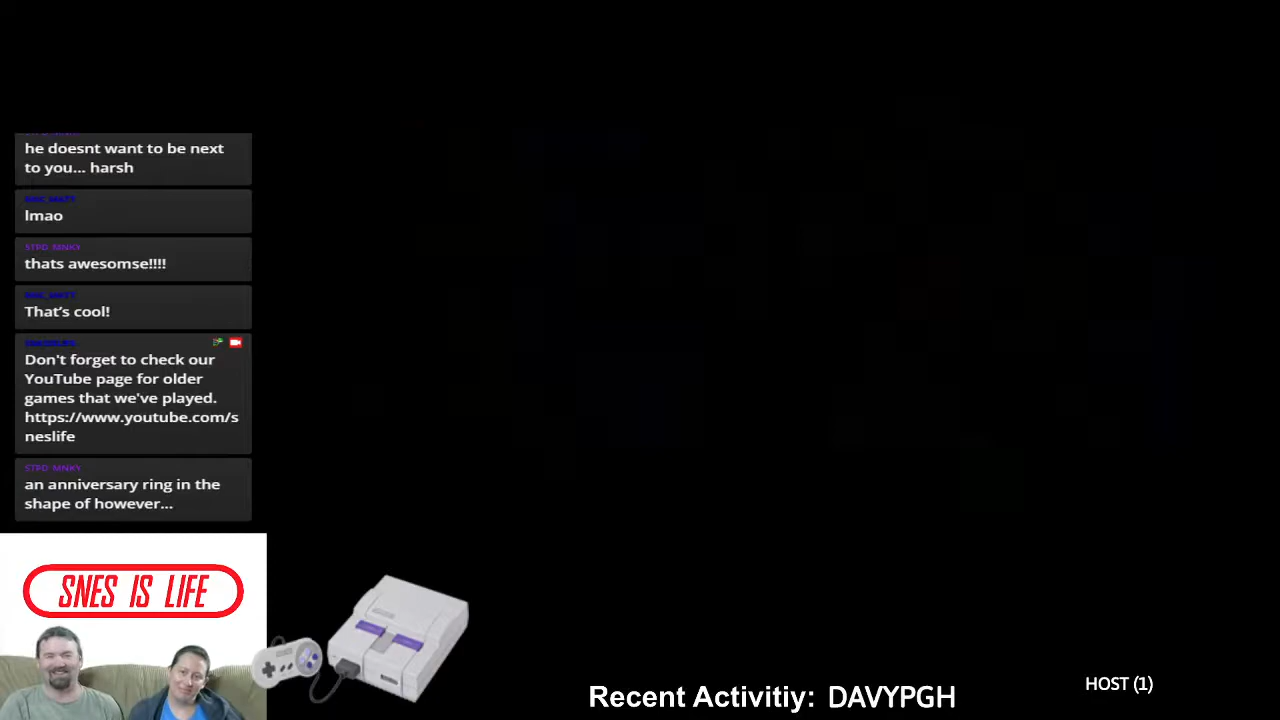 he doesnt want to be next
to you... harsh
lmao
STPD_MNKY
thats awesomse!!!!
That's cool!
Don't forget to check our
YouTube page for older
games that we've played.
https://www.youtube.com/s
neslife
STPD_MNKY
an anniversary ring in the
shape of however...
SNES IS LIFE
Recent Activitiy: DAVYPGH
HOST (1)